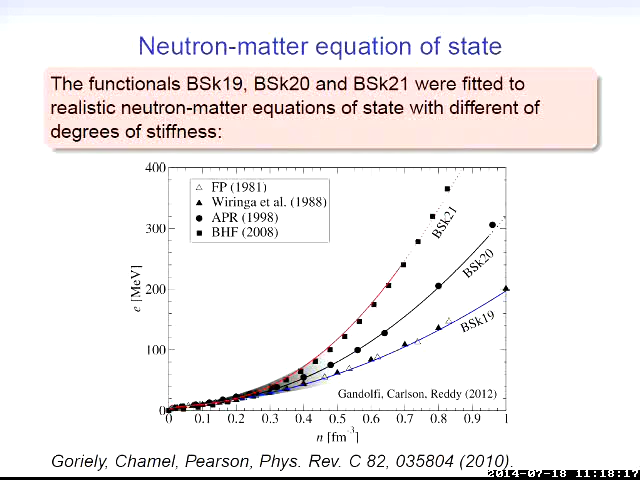 Neutron-matter equation of state
The functionals BSk19, BSk20 and BSk21 were fitted to
realistic neutron-matter equations of state with different of
degrees of stiffness:
400
300
200
100
0
e [MeV]
FP (1981)
Wiringa et al. (1988)
APR (1998)
BHF (2008)
BSk21
BSk20
BSk19
Gandolfi, Carlson, Reddy (2012)
0 0.1 0.2 0.3 0.4 0.5 0.6 0.7 0.8 0.9 1
n [fm⁻³]
Goriely, Chamel, Pearson, Phys. Rev. C 82, 035804 (2010).
2014-07-18 11:18:17